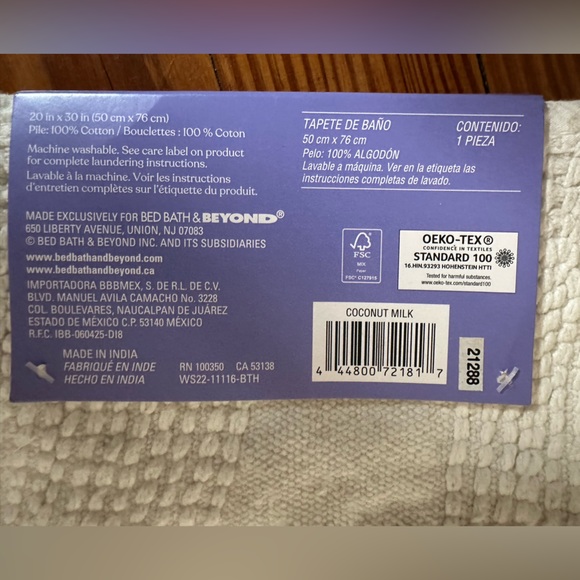 20 in x 30 in (50 cm x 76 cm)
Pile: 100% Cotton / Bouclettes : 100 % Coton
Machine washable. See care label on product
for complete laundering instructions.
Lavable à la machine. Voir les instructions
d'entretien complètes sur l'étiquette du produit.
MADE EXCLUSIVELY FOR BED BATH & BEYOND®
650 LIBERTY AVENUE, UNION, NJ 07083
© BED BATH & BEYOND INC. AND ITS SUBSIDIARIES
www.bedbathandbeyond.com
www.bedbathandbeyond.ca
IMPORTADORA BBBMEX, S. DE R.L. DE C.V.
BLVD. MANUEL AVILA CAMACHO No. 3228
COL. BOULEVARES, NAUCALPAN DE JUÁREZ
ESTADO DE MÉXICO C.P. 53140 MÉXICO
R.F.C. IBB-060425-DI8
MADE IN INDIA
FABRIQUÉ EN INDE
HECHO EN INDIA
RN 100350 CA 53138
WS22-11116-BTH
TAPETE DE BAÑO
50 cm x 76 cm
Pelo: 100% ALGODÓN
Lavable a máquina. Ver en la etiqueta las
instrucciones completas de lavado.
CONTENIDO:
1 PIEZA
FSC
MIX
Paper
FSC® C127915
OEKO-TEX®
CONFIDENCE IN TEXTILES
STANDARD 100
16.HIN.93293 HOHENSTEIN HTTI
Tested for harmful substances.
www.oeko-tex.com/standard100
COCONUT MILK
4 44800 72181 7
21288